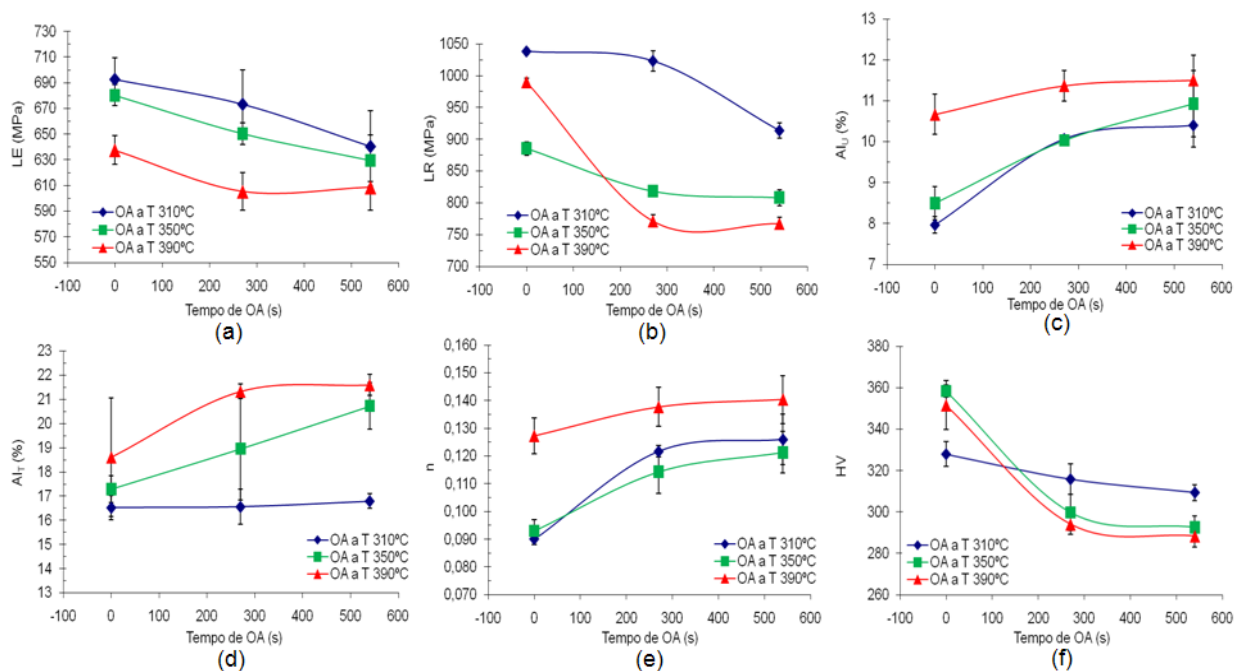 LE (MPa)
730
710
690
670
650
630
610
590
570
550
OA a T 310ºC
OA a T 350ºC
OA a T 390ºC
-100 0 100 200 300 400 500 600
Tempo de OA (s)
(a)
LR (MPa)
1050
1000
950
900
850
800
750
700
OA a T 310ºC
OA a T 350ºC
OA a T 390ºC
-100 0 100 200 300 400 500 600
Tempo de OA (s)
(b)
Al_U (%)
13
12
11
10
9
8
7
OA a T 310ºC
OA a T 350ºC
OA a T 390ºC
-100 0 100 200 300 400 500 600
Tempo de OA (s)
(c)
Al_T (%)
23
22
21
20
19
18
17
16
15
14
13
OA a T 310ºC
OA a T 350ºC
OA a T 390ºC
-100 0 100 200 300 400 500 600
Tempo de OA (s)
(d)
n
0,160
0,150
0,140
0,130
0,120
0,110
0,100
0,090
0,080
0,070
OA a T 310ºC
OA a T 350ºC
OA a T 390ºC
-100 0 100 200 300 400 500 600
Tempo de OA (s)
(e)
HV
380
360
340
320
300
280
260
OA a T 310ºC
OA a T 350ºC
OA a T 390ºC
-100 0 100 200 300 400 500 600
Tempo de OA (s)
(f)